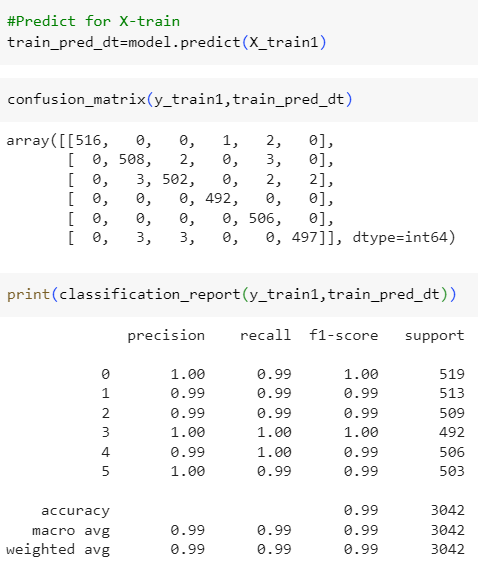 #Predict for X-train
train_pred_dt=model.predict(X_train1)
confusion_matrix(y_train1,train_pred_dt)
array([[516,   0,   0,   1,   2,   0],
       [  0, 508,   2,   0,   3,   0],
       [  0,   3, 502,   0,   2,   2],
       [  0,   0,   0, 492,   0,   0],
       [  0,   0,   0,   0, 506,   0],
       [  0,   3,   3,   0,   0, 497]], dtype=int64)
print(classification_report(y_train1,train_pred_dt))
              precision    recall  f1-score   support
           0       1.00      0.99      1.00       519
           1       0.99      0.99      0.99       513
           2       0.99      0.99      0.99       509
           3       1.00      1.00      1.00       492
           4       0.99      1.00      0.99       506
           5       1.00      0.99      0.99       503
    accuracy                           0.99      3042
   macro avg       0.99      0.99      0.99      3042
weighted avg       0.99      0.99      0.99      3042